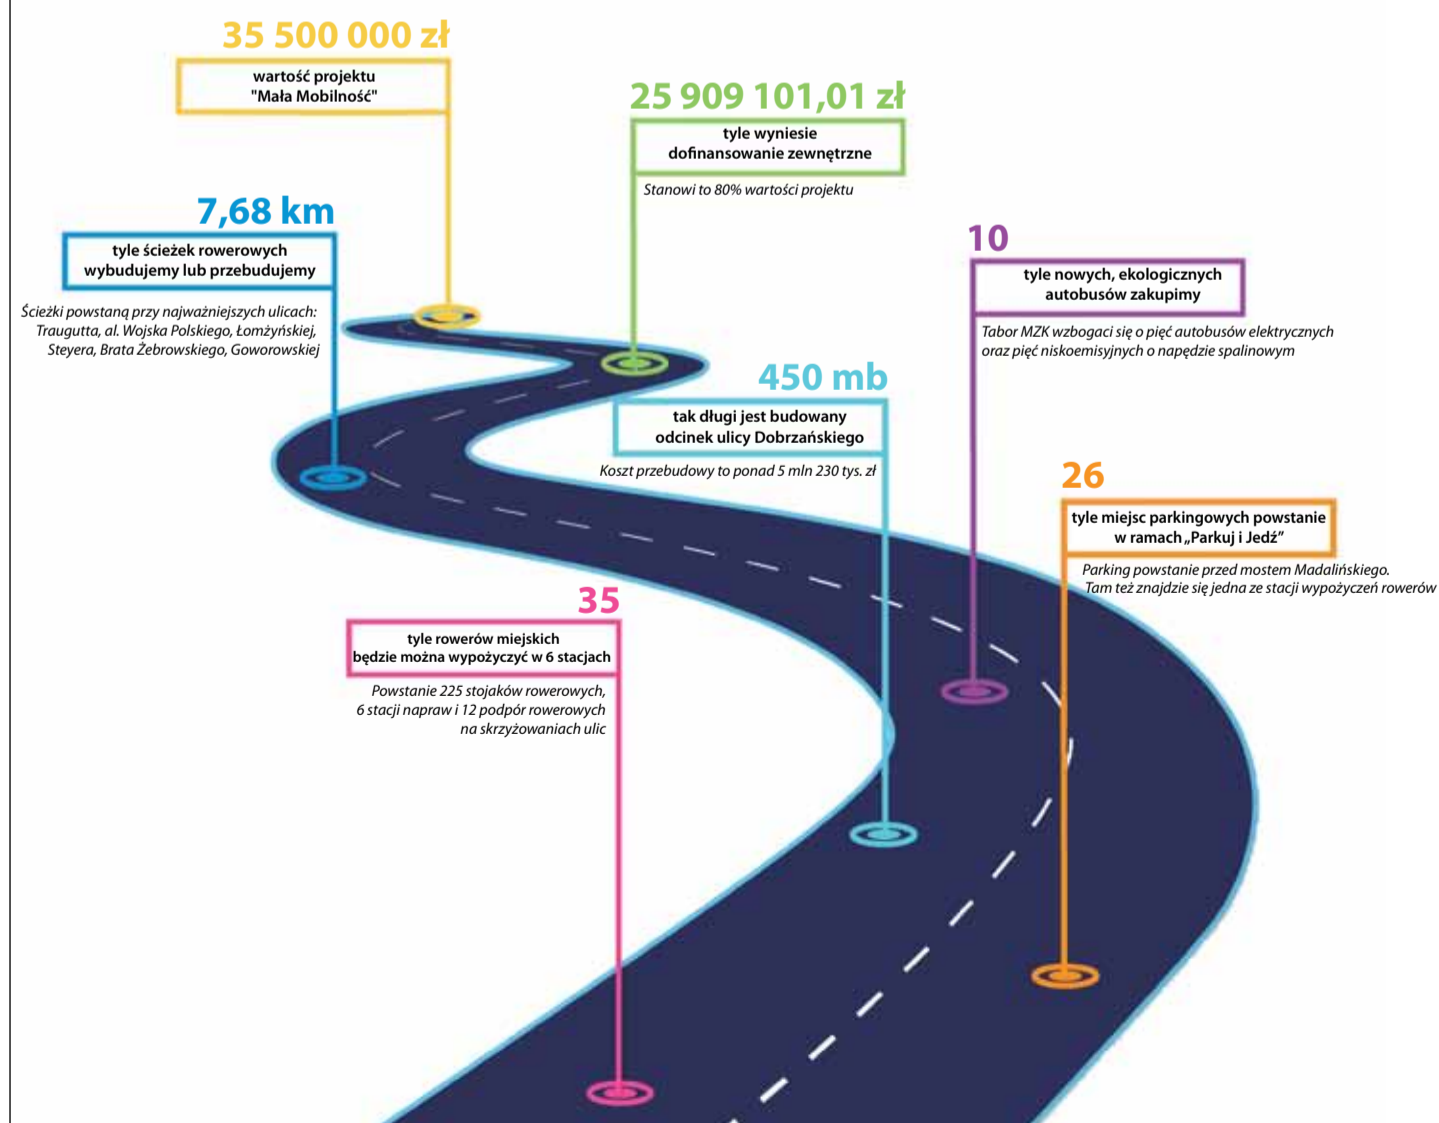 35 500 000 zł
wartość projektu
"Mała Mobilność"
25 909 101,01 zł
tyle wyniesie
dofinansowanie zewnętrzne
Stanowi to 80% wartości projektu
7,68 km
tyle ścieżek rowerowych
wybudujemy lub przebudujemy
Ścieżki powstaną przy najważniejszych ulicach:
Traugutta, al. Wojska Polskiego, Łomżyńskiej,
Steyera, Brata Żebrowskiego, Goworowskiej
10
tyle nowych, ekologicznych
autobusów zakupimy
Tabor MZK wzbogaci się o pięć autobusów elektrycznych
oraz pięć niskoemisyjnych o napędzie spalinowym
450 mb
tak długi jest budowany
odcinek ulicy Dobrzańskiego
Koszt przebudowy to ponad 5 mln 230 tys. zł
26
tyle miejsc parkingowych powstanie
w ramach „Parkuj i Jedź”
Parking powstanie przed mostem Madalińskiego.
Tam też znajdzie się jedna ze stacji wypożyczeń rowerów
35
tyle rowerów miejskich
będzie można wypożyczyć w 6 stacjach
Powstanie 225 stojaków rowerowych,
6 stacji napraw i 12 podpór rowerowych
na skrzyżowaniach ulic